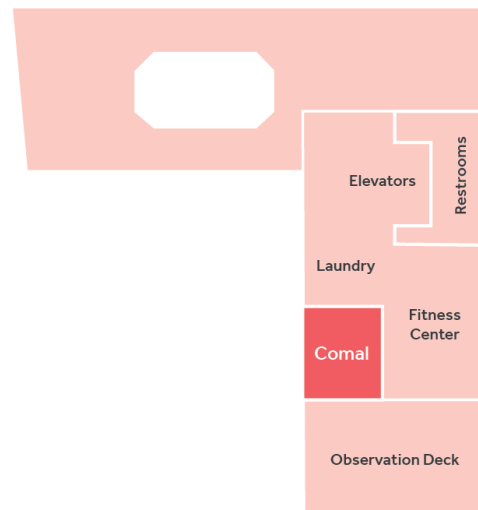 Elevators
Restrooms
Laundry
Fitness
Center
Comal
Observation Deck